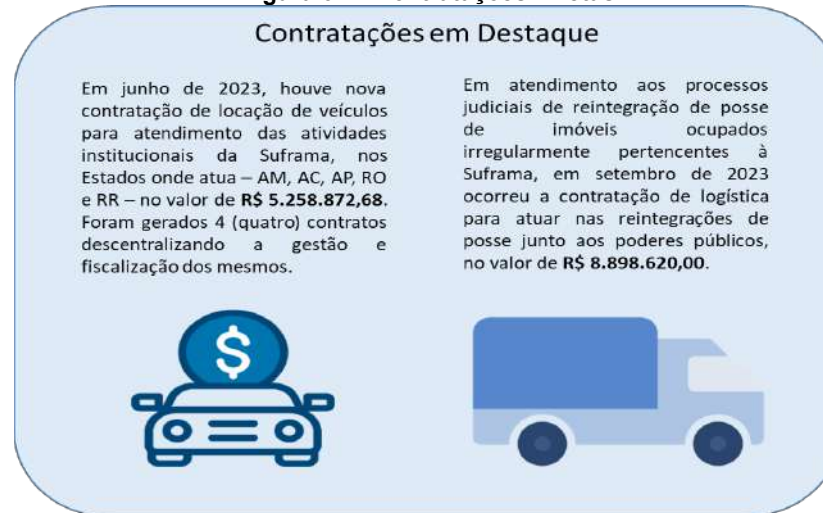 Contratações em Destaque
Em junho de 2023, houve nova
contratação de locação de veículos
para atendimento das atividades
institucionais da Suframa, nos
Estados onde atua – AM, AC, AP, RO
e RR – no valor de R$ 5.258.872,68.
Foram gerados 4 (quatro) contratos
descentralizando a gestão e
fiscalização dos mesmos.
Em atendimento aos processos
judiciais de reintegração de posse
de imóveis ocupados
irregularmente pertencentes à
Suframa, em setembro de 2023
ocorreu a contratação de logística
para atuar nas reintegrações de
posse junto aos poderes públicos,
no valor de R$ 8.898.620,00.
$